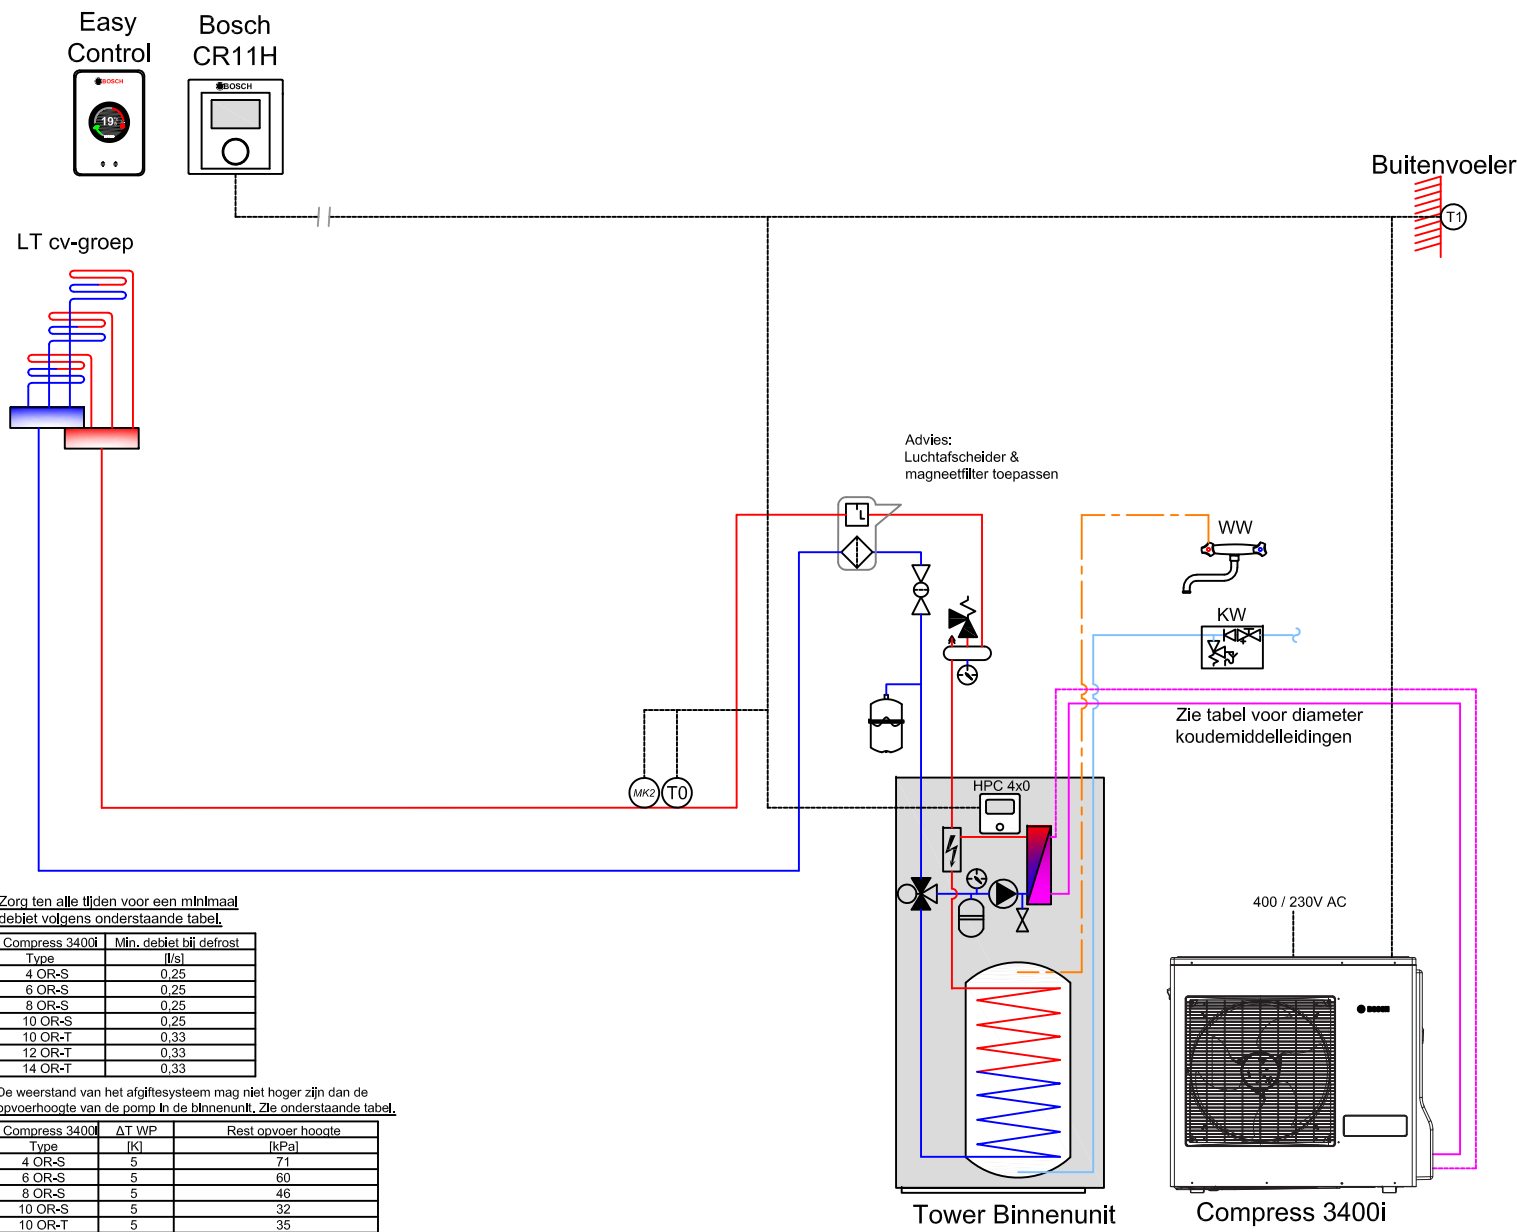 Easy
Control
Bosch
CR11H
BOSCH
19
BOSCH
Buitenvoeler
T1
LT cv-groep
Advies:
Luchtafscheider &
magneetfilter toepassen
L
WW
KW
Zie tabel voor diameter
koudemiddelleidingen
MK2
T0
HPC 4x0
400 / 230V AC
Zorg ten alle tijden voor een minimaal
debiet volgens onderstaande tabel.
Compress 3400i Min. debiet bij defrost
Type [l/s]
4 OR-S 0,25
6 OR-S 0,25
8 OR-S 0,25
10 OR-S 0,25
10 OR-T 0,33
12 OR-T 0,33
14 OR-T 0,33
De weerstand van het afgiftesysteem mag niet hoger zijn dan de
opvoerhoogte van de pomp in de binnenunit. Zie onderstaande tabel.
Compress 3400i ΔT WP Rest opvoer hoogte
Type [K] [kPa]
4 OR-S 5 71
6 OR-S 5 60
8 OR-S 5 46
10 OR-S 5 32
10 OR-T 5 35
BOSCH
Tower Binnenunit
Compress 3400i